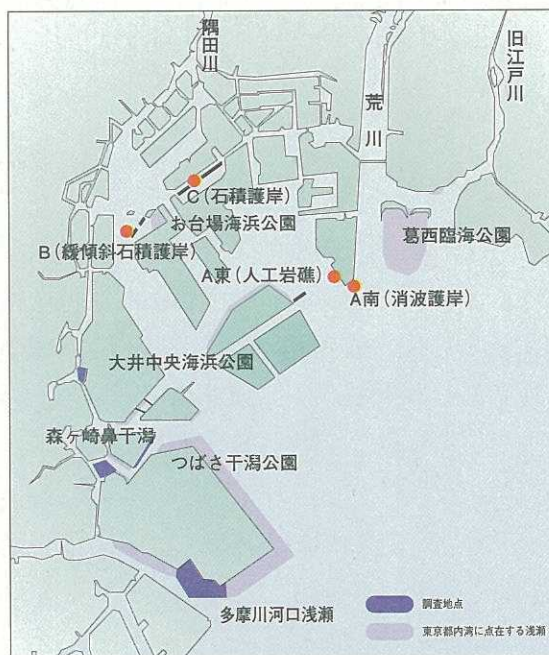 隅田川
荒川
旧江戸川
C(石積護岸)
お台場海浜公園
B(緩傾斜石積護岸)
葛西臨海公園
A東(人工岩礁)
A南(消波護岸)
大井中央海浜公園
森ヶ崎鼻干潟
つばさ干潟公園
多摩川河口浅瀬
調査地点
東京都内湾に点在する浅瀬